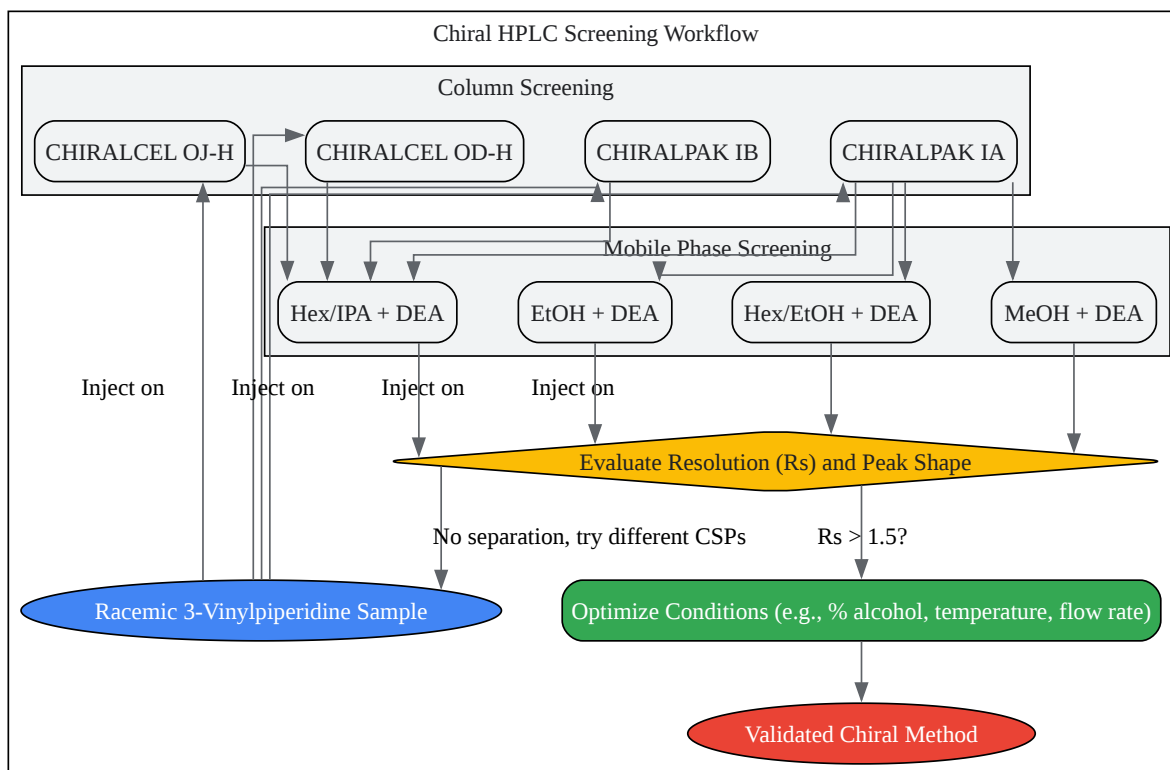 Chiral HPLC Screening Workflow
Column Screening
CHIRALCEL OJ-H
CHIRALCEL OD-H
CHIRALPAK IB
CHIRALPAK IA
Mobile Phase Screening
Hex/IPA + DEA
EtOH + DEA
Hex/EtOH + DEA
MeOH + DEA
Inject on
Inject on
Inject on
Inject on
Evaluate Resolution (Rs) and Peak Shape
No separation, try different CSPs
Rs > 1.5?
Racemic 3-Vinylpiperidine Sample
Optimize Conditions (e.g., % alcohol, temperature, flow rate)
Validated Chiral Method